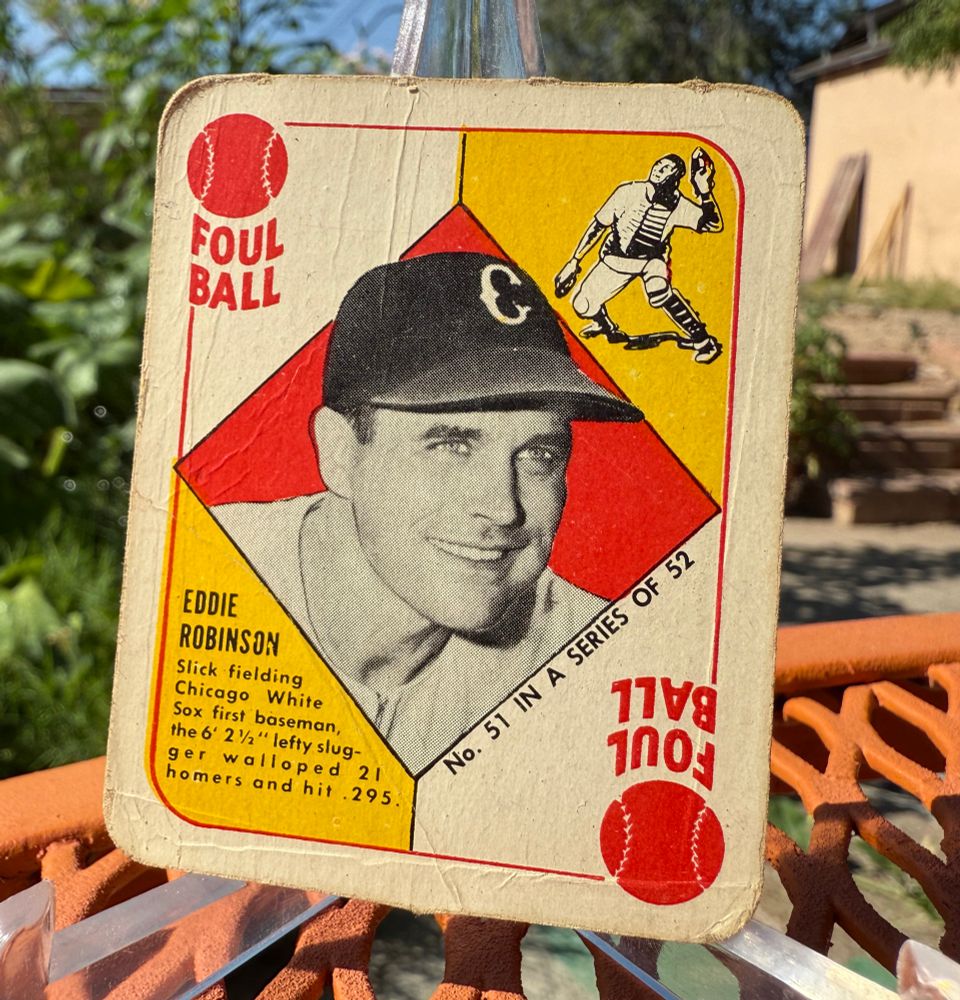 FOUL
BALL
C
EDDIE
ROBINSON
Slick fielding
Chicago White
Sox first baseman,
the 6' 2½" lefty slug-
ger walloped 21
homers and hit .295.
No. 51 IN A SERIES OF 52
FOUL
BALL